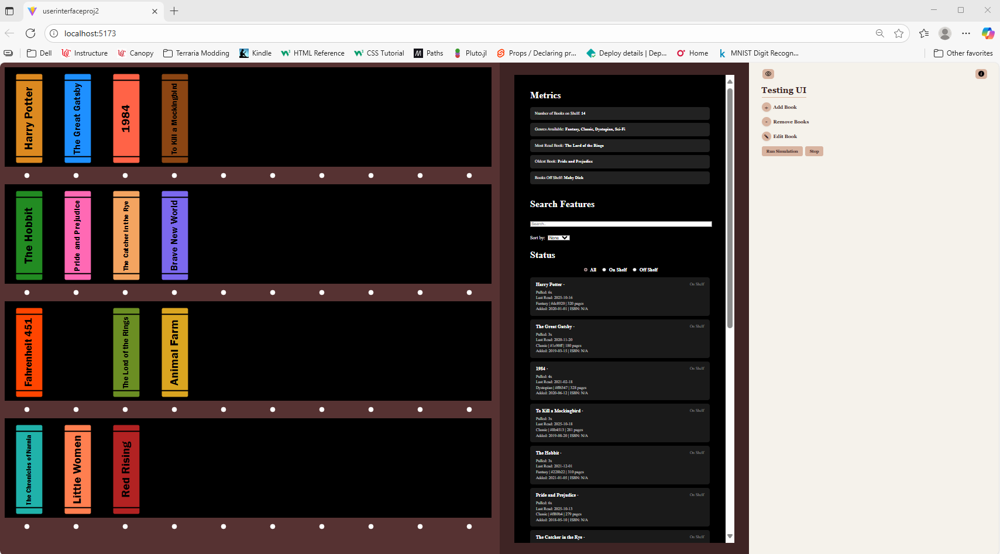 userinterfaceproj2
localhost:5173
Dell
Instructure
Canopy
Terraria Modding
Kindle
HTML Reference
CSS Tutorial
Paths
Pluto.jl
Props / Declaring pr...
Deploy details | Dep...
Home
MNIST Digit Recogn...
Other favorites
Harry Potter
The Great Gatsby
1984
To Kill a Mockingbird
The Hobbit
Pride and Prejudice
The Catcher in the Rye
Brave New World
Fahrenheit 451
The Lord of the Rings
Animal Farm
The Chronicles of Narnia
Little Women
Red Rising
Metrics
Number of Books on Shelf: 14
Genres Available: Fantasy, Classic, Dystopian, Sci-Fi
Most Read Book: The Lord of the Rings
Oldest Book: Pride and Prejudice
Books Off Shelf: Moby Dick
Search Features
Search...
Sort by: None
Status
All On Shelf Off Shelf
Harry Potter - On Shelf
Pulled: 6x
Last Read: 2025-10-16
Fantasy | #dc8920 | 320 pages
Added: 2020-01-01 | ISBN: N/A
The Great Gatsby - On Shelf
Pulled: 3x
Last Read: 2020-11-20
Classic | #1e90ff | 180 pages
Added: 2019-03-15 | ISBN: N/A
1984 - On Shelf
Pulled: 4x
Last Read: 2021-02-18
Dystopian | #ff6347 | 328 pages
Added: 2020-06-12 | ISBN: N/A
To Kill a Mockingbird - On Shelf
Pulled: 3x
Last Read: 2025-10-18
Classic | #8b4513 | 281 pages
Added: 2019-08-20 | ISBN: N/A
The Hobbit - On Shelf
Pulled: 3x
Last Read: 2021-12-01
Fantasy | #228b22 | 310 pages
Added: 2021-01-05 | ISBN: N/A
Pride and Prejudice - On Shelf
Pulled: 6x
Last Read: 2025-10-13
Classic | #ff69b4 | 279 pages
Added: 2018-05-10 | ISBN: N/A
The Catcher in the Rye - On Shelf
Testing UI
+ Add Book
- Remove Books
Edit Book
Run Simulation Stop